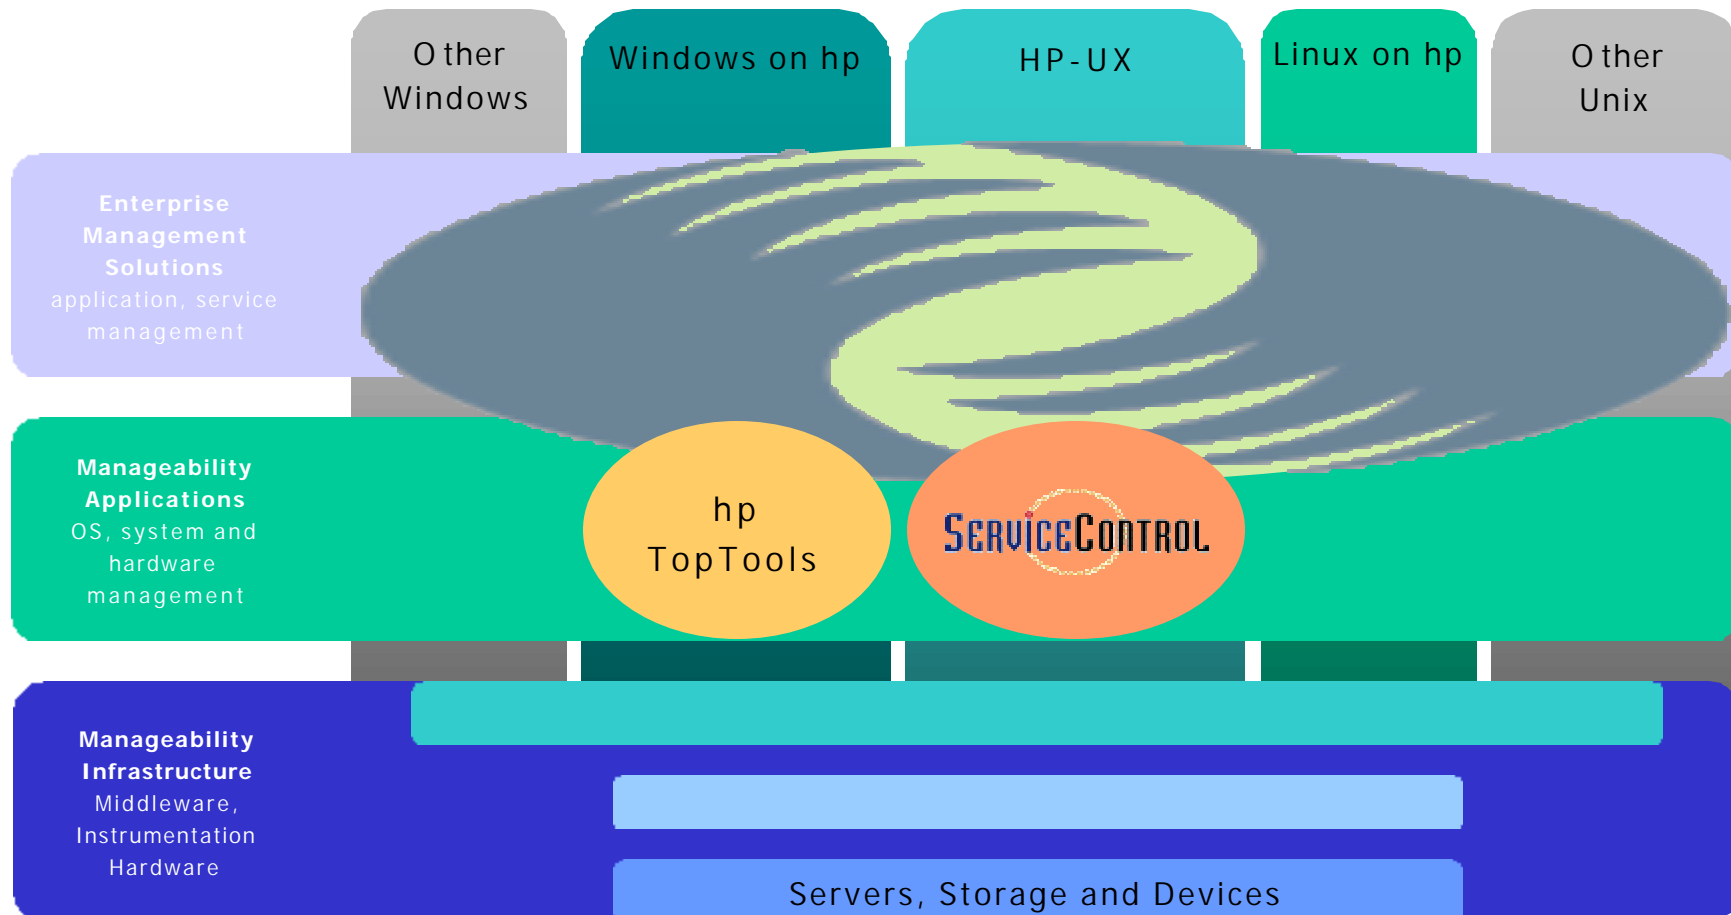 Other
Windows
Windows on hp
HP-UX
Linux on hp
Other
Unix
Enterprise
Management
Solutions
application, service
management
Manageability
Applications
OS, system and
hardware
management
hp
TopTools
SERVICECONTROL
Manageability
Infrastructure
Middleware,
Instrumentation
Hardware
Servers, Storage and Devices